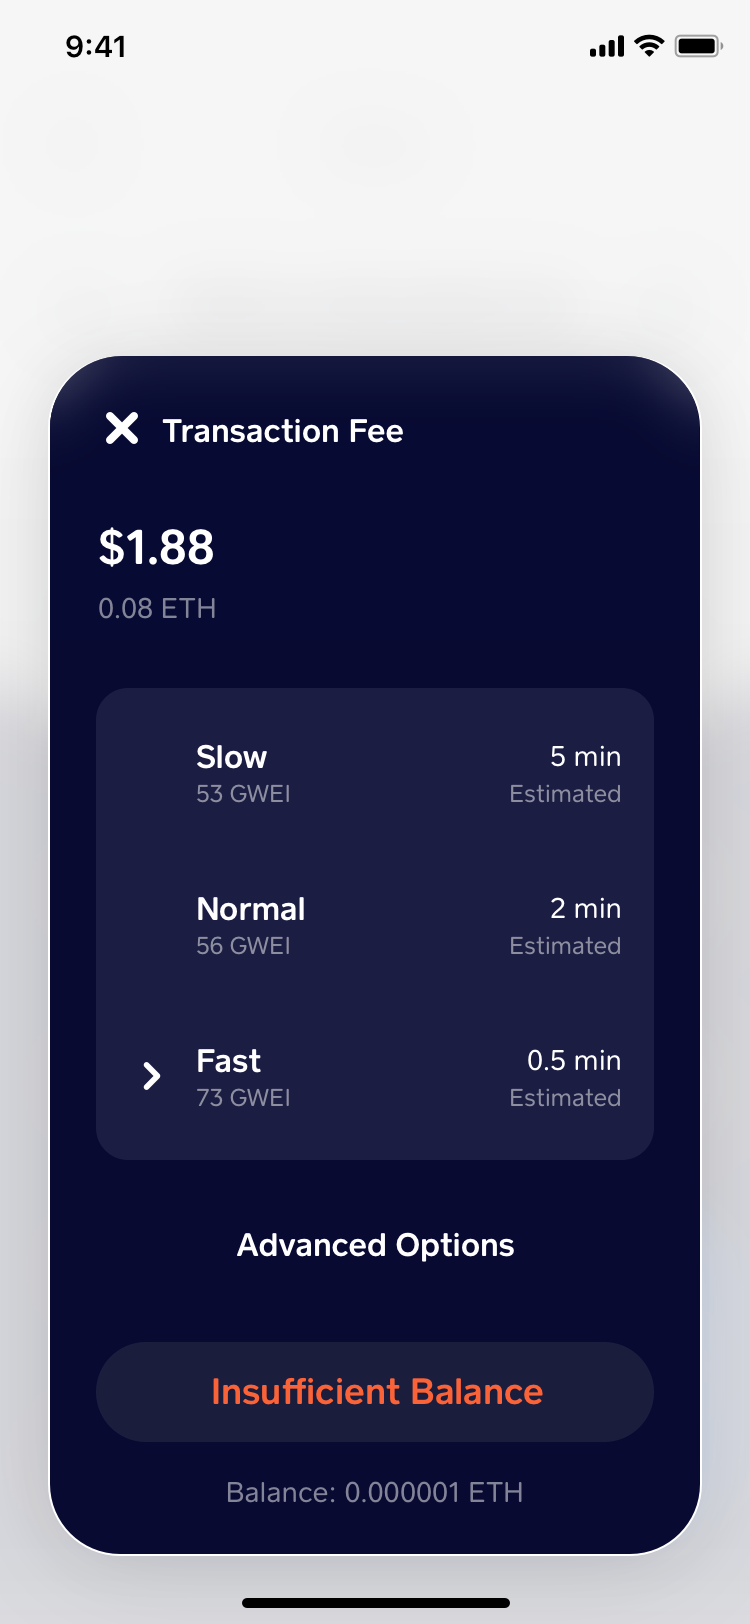 9:41
Transaction Fee
$1.88
0.08 ETH
Slow 5 min
53 GWEI Estimated
Normal 2 min
56 GWEI Estimated
Fast 0.5 min
73 GWEI Estimated
Advanced Options
Insufficient Balance
Balance: 0.000001 ETH